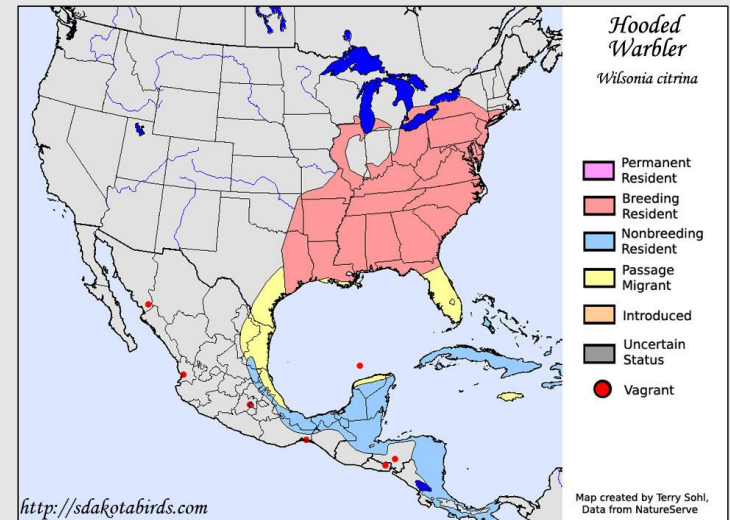 Hooded
Warbler
Wilsonia citrina
Permanent
Resident
Breeding
Resident
Nonbreeding
Resident
Passage
Migrant
Introduced
Uncertain
Status
Vagrant
http://sdakotabirds.com
Map created by Terry Sohl,
Data from NatureServe